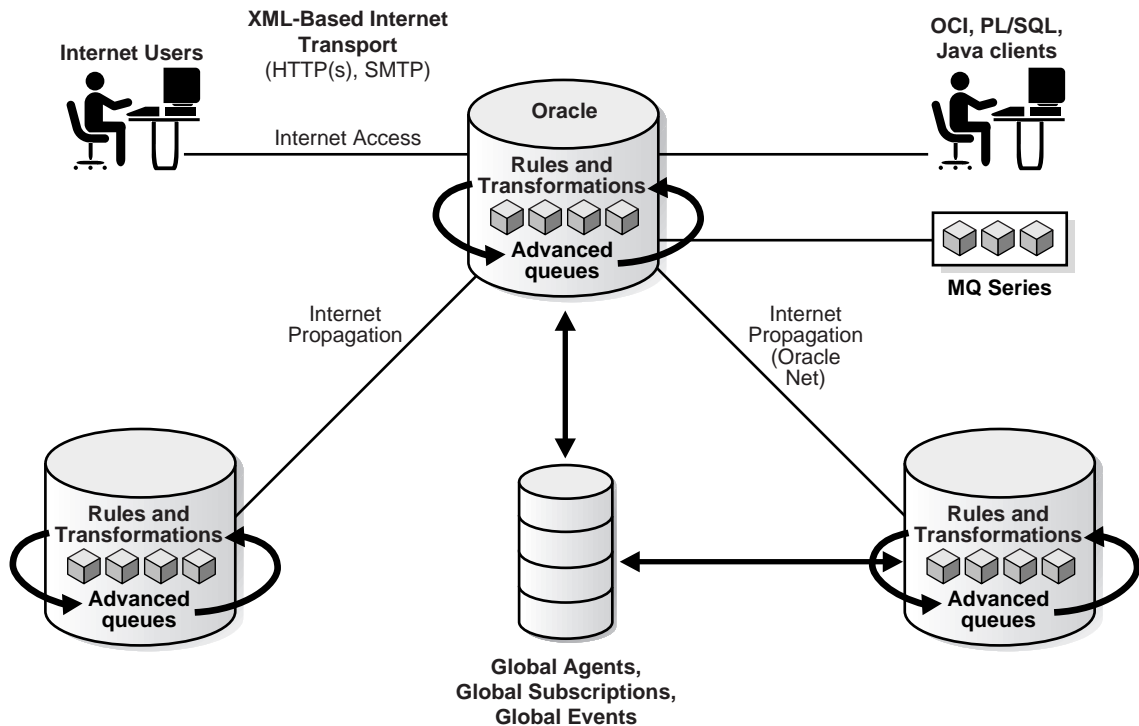 XML-Based Internet
Transport
(HTTP(s), SMTP)
Internet Users
OCI, PL/SQL,
Java clients
Internet Access
Oracle
Rules and
Transformations
Advanced
queues
MQ Series
Internet
Propagation
Internet
Propagation
(Oracle
Net)
Rules and
Transformations
Advanced
queues
Rules and
Transformations
Advanced
queues
Global Agents,
Global Subscriptions,
Global Events